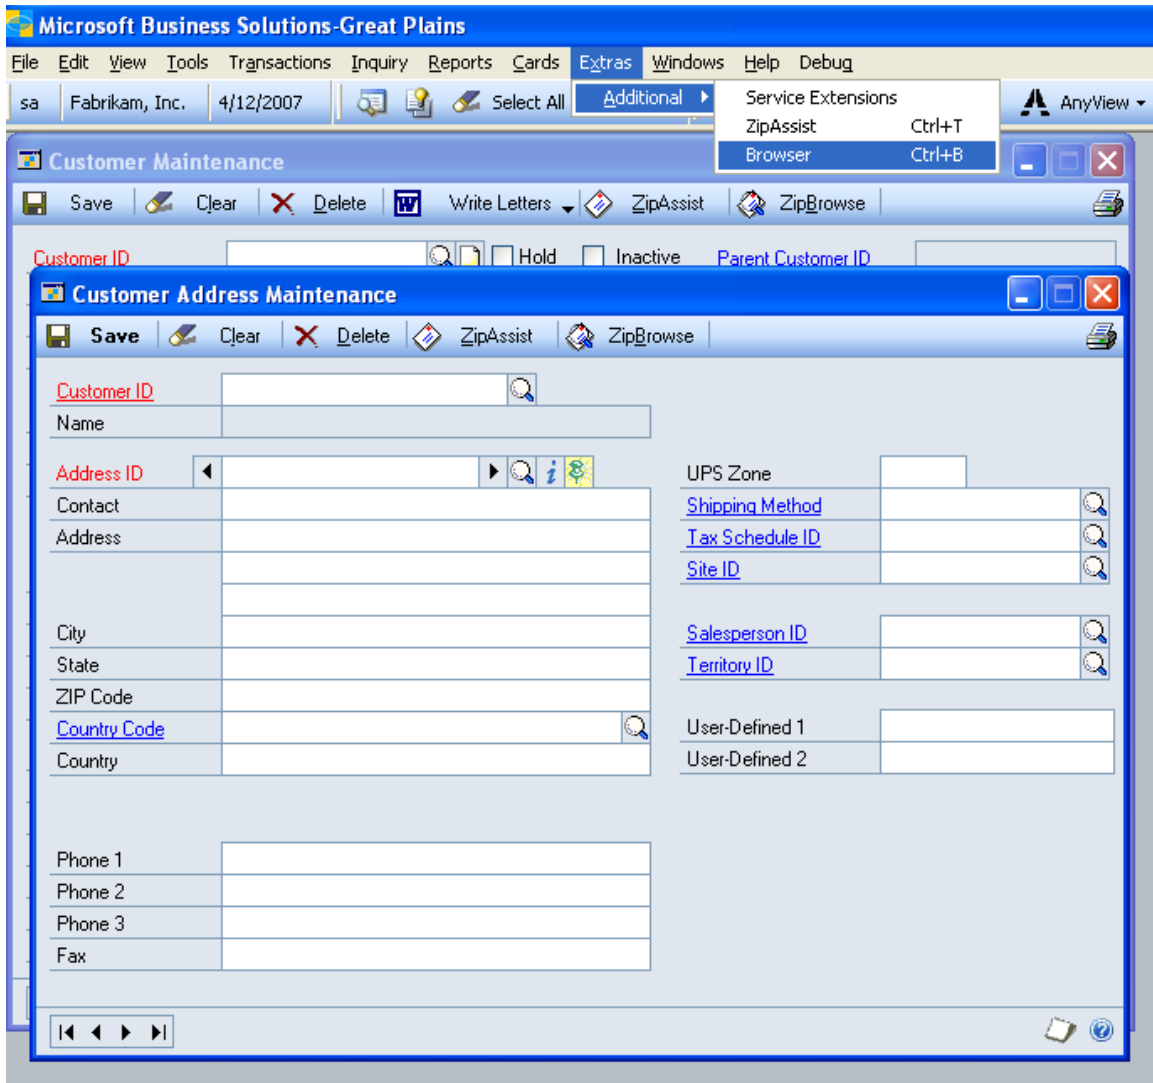 Microsoft Business Solutions-Great Plains
File Edit View Tools Transactions Inquiry Reports Cards Extras Windows Help Debug
sa Fabrikam, Inc. 4/12/2007 Select All Additional Service Extensions AnyView
ZipAssist Ctrl+T
Browser Ctrl+B
Customer Maintenance
Save Clear Delete W Write Letters ZipAssist ZipBrowse
Customer ID Hold Inactive Parent Customer ID
Customer Address Maintenance
Save Clear Delete ZipAssist ZipBrowse
Customer ID
Name
Address ID i UPS Zone
Contact Shipping Method
Address Tax Schedule ID
Site ID
City Salesperson ID
State Territory ID
ZIP Code
Country Code User-Defined 1
Country User-Defined 2
Phone 1
Phone 2
Phone 3
Fax